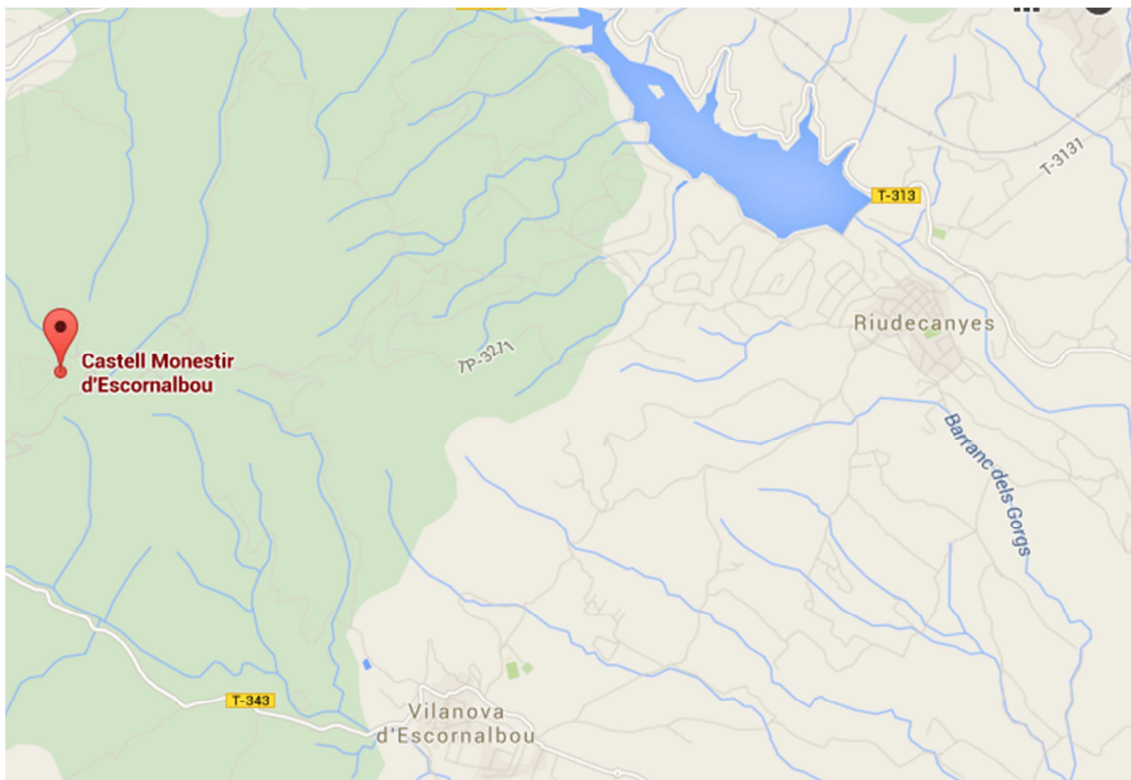 T-313
T-3131
Riudecanyes
Castell Monestir
d'Escornalbou
TP-3271
Barranc dels Gorgs
T-343
Vilanova
d'Escornalbou